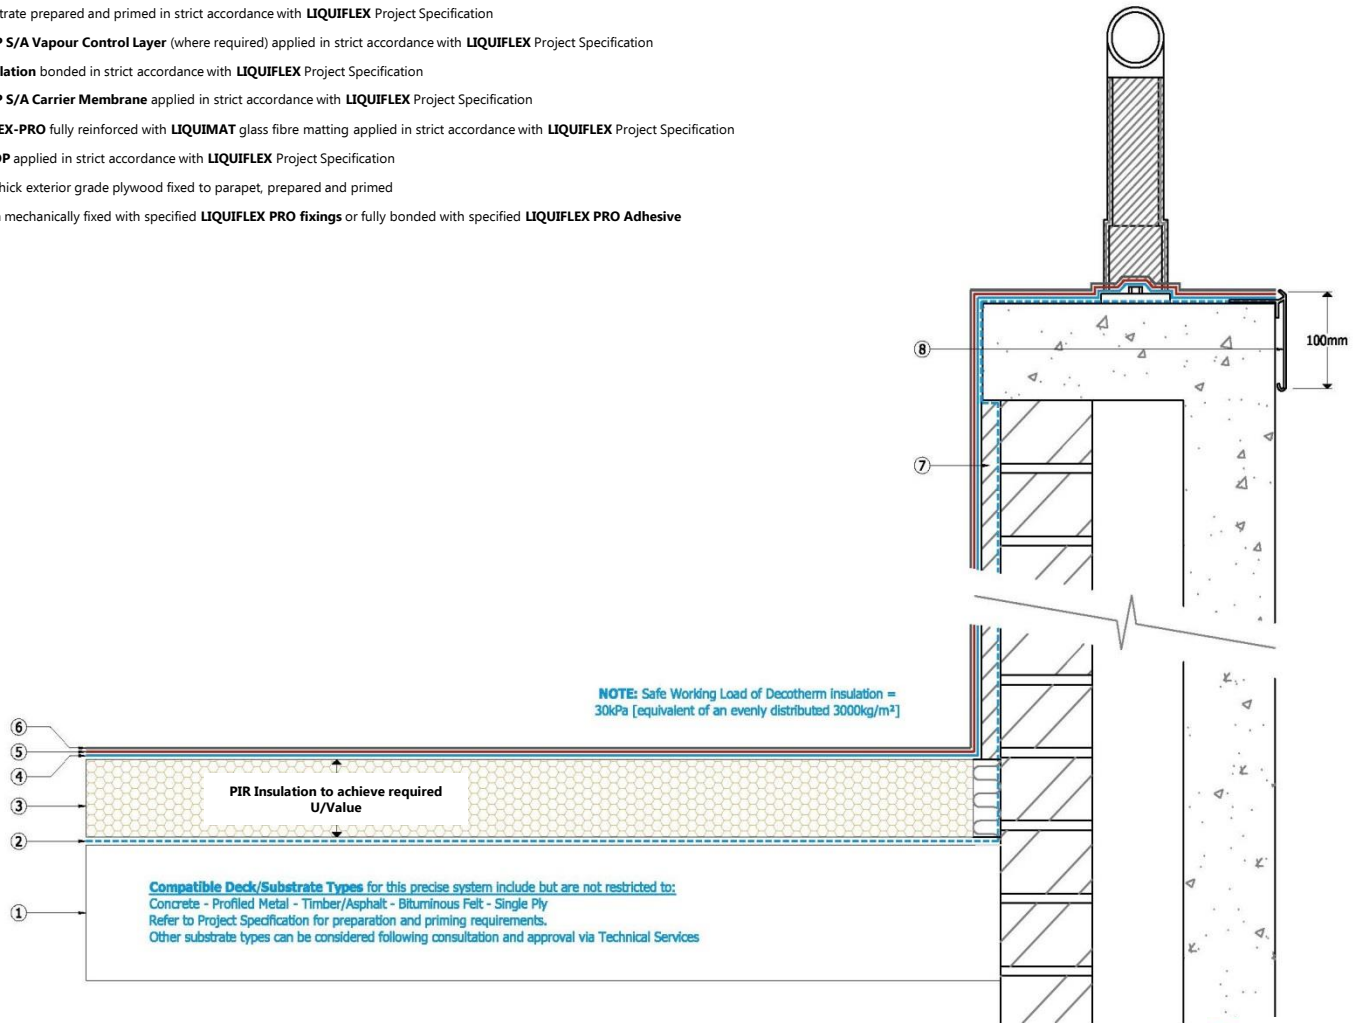 trate prepared and primed in strict accordance with LIQUIFLEX Project Specification
P S/A Vapour Control Layer (where required) applied in strict accordance with LIQUIFLEX Project Specification
lation bonded in strict accordance with LIQUIFLEX Project Specification
P S/A Carrier Membrane applied in strict accordance with LIQUIFLEX Project Specification
EX-PRO fully reinforced with LIQUIMAT glass fibre matting applied in strict accordance with LIQUIFLEX Project Specification
OP applied in strict accordance with LIQUIFLEX Project Specification
hick exterior grade plywood fixed to parapet, prepared and primed
mechanically fixed with specified LIQUIFLEX PRO fixings or fully bonded with specified LIQUIFLEX PRO Adhesive
8
100mm
7
NOTE: Safe Working Load of Decotherm insulation =
30kPa [equivalent of an evenly distributed 3000kg/m²]
6
5
4
3
2
1
PIR Insulation to achieve required
U/Value
Compatible Deck/Substrate Types for this precise system include but are not restricted to:
Concrete - Profiled Metal - Timber/Asphalt - Bituminous Felt - Single Ply
Refer to Project Specification for preparation and priming requirements.
Other substrate types can be considered following consultation and approval via Technical Services